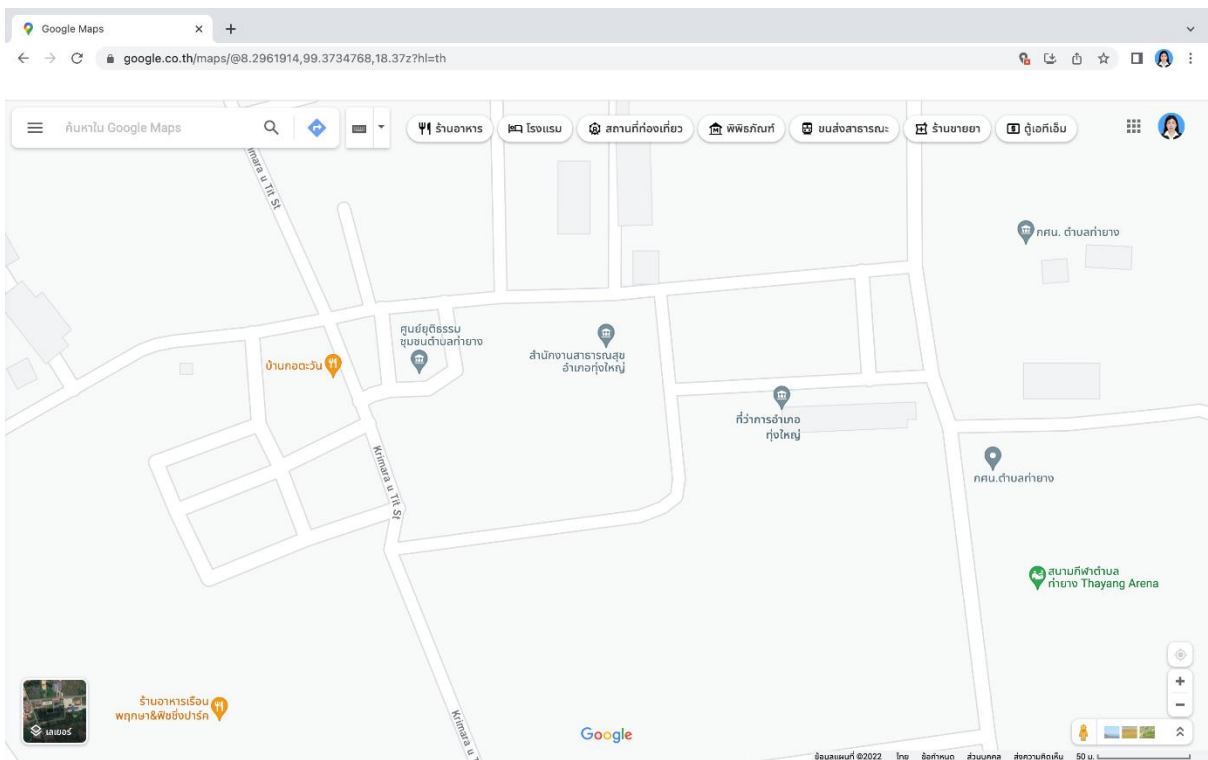 Google Maps
google.co.th/maps/@8.2961914,99.3734768,18.37z?hl=th
ค้นหาใน Google Maps
ร้านอาหาร
โรงแรม
สถานที่ท่องเที่ยว
พิพิธภัณฑ์
ขนส่งสาธารณะ
ร้านขายยา
ตู้เอทีเอ็ม
imara u Tit St
กศน. ตำบลท่ายาง
ศูนย์ยุติธรรม
ชุมชนตำบลท่ายาง
สำนักงานสาธารณสุข
อำเภอทุ่งใหญ่
บ้านกอตะวัน
ที่ว่าการอำเภอ
ทุ่งใหญ่
Krimara u Tit St
กศน.ตำบลท่ายาง
สนามกีฬาตำบล
ท่ายาง Thayang Arena
ร้านอาหารเรือน
พฤกษา&ฟิชชิ่งปาร์ค
Krimara u T
เลเยอร์
Google
ข้อมูลแผนที่ ©2022 ไทย ข้อกำหนด ส่วนบุคคล ส่งความคิดเห็น 50 ม.